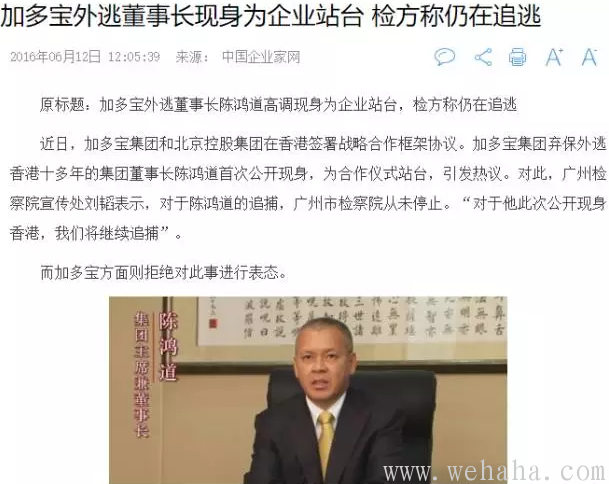 加多宝外逃董事长现身为企业站台 检方称仍在追逃
2016年06月12日 12:05:39 来源: 中国企业家网
原标题：加多宝外逃董事长陈鸿道高调现身为企业站台，检方称仍在追逃
近日，加多宝集团和北京控股集团在香港签署战略合作框架协议。加多宝集团弃保外逃
香港十多年的集团董事长陈鸿道首次公开现身，为合作仪式站台，引发热议。对此，广州检
察院宣传处刘韬表示，对于陈鸿道的追捕，广州市检察院从未停止。“对于他此次公开现身
香港，我们将继续追捕”。
而加多宝方面则拒绝对此事进行表态。
陈鸿道
集团主席兼董事长
www.wehaha.com